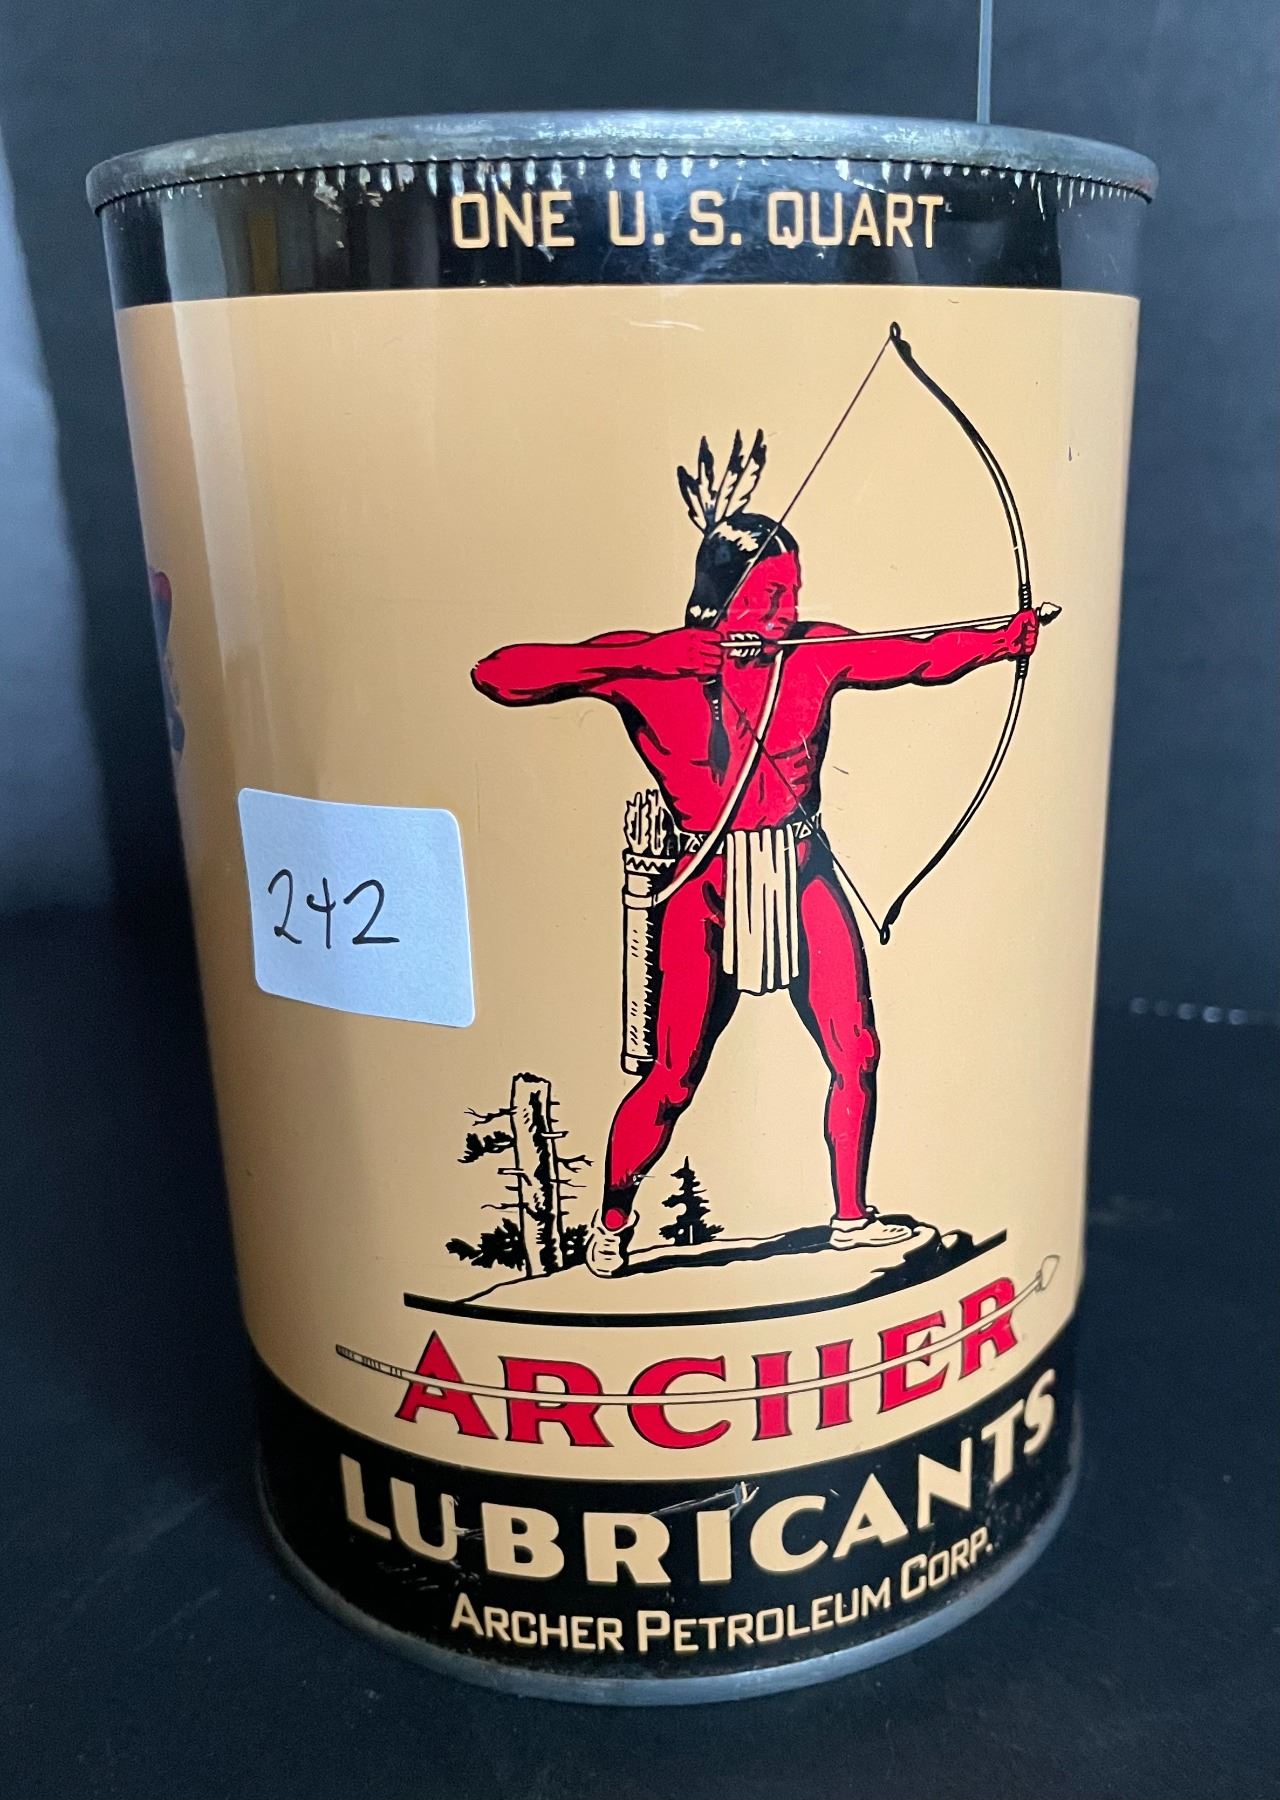 ONE U. S. QUART
242
ARCHER
LUBRICANTS
ARCHER PETROLEUM CORP.